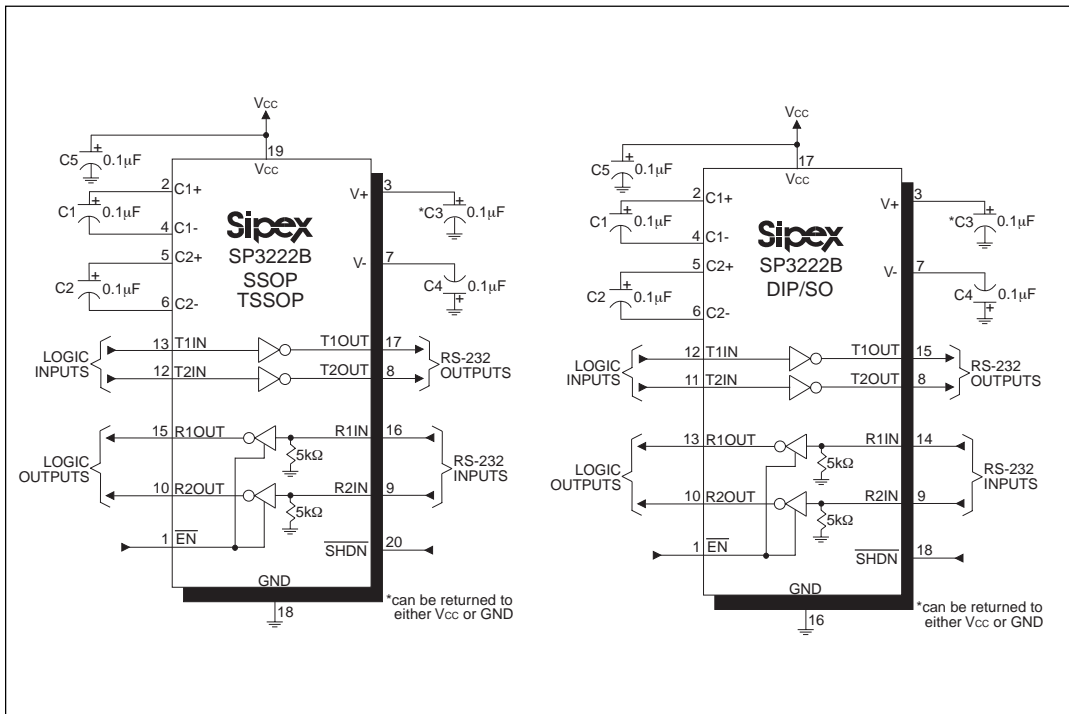 VCC
C5
+
0.1µF
19
VCC
2
C1+
C1
+
0.1µF
4
C1-
5
C2+
C2
+
0.1µF
6
C2-
Sipex
SP3222B
SSOP
TSSOP
V+
3
*C3
+
0.1µF
V-
7
C4
+
0.1µF
LOGIC
INPUTS
13
T1IN
T1OUT
17
12
T2IN
T2OUT
8
RS-232
OUTPUTS
LOGIC
OUTPUTS
15
R1OUT
R1IN
16
5kΩ
10
R2OUT
R2IN
9
5kΩ
RS-232
INPUTS
1
EN
SHDN
20
GND
18
*can be returned to
either VCC or GND
VCC
C5
+
0.1µF
17
VCC
2
C1+
C1
+
0.1µF
4
C1-
5
C2+
C2
+
0.1µF
6
C2-
Sipex
SP3222B
DIP/SO
V+
3
*C3
+
0.1µF
V-
7
C4
+
0.1µF
LOGIC
INPUTS
12
T1IN
T1OUT
15
11
T2IN
T2OUT
8
RS-232
OUTPUTS
LOGIC
OUTPUTS
13
R1OUT
R1IN
14
5kΩ
10
R2OUT
R2IN
9
5kΩ
RS-232
INPUTS
1
EN
SHDN
18
GND
16
*can be returned to
either VCC or GND